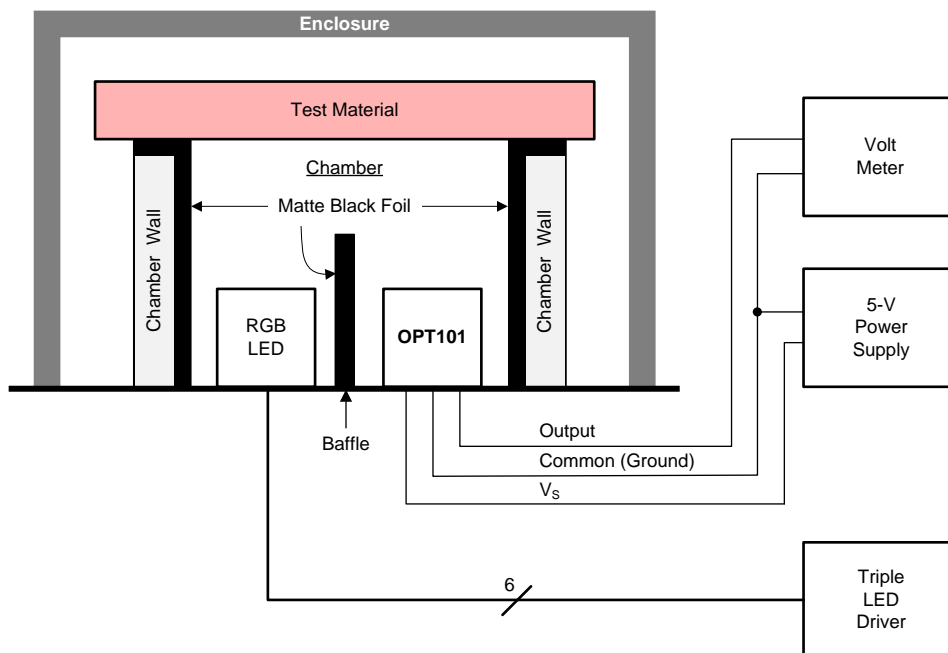 Enclosure
Test Material
Chamber
Matte Black Foil
Chamber Wall
Chamber Wall
RGB
LED
OPT101
Baffle
Volt
Meter
5-V
Power
Supply
Output
Common (Ground)
VS
6
Triple
LED
Driver